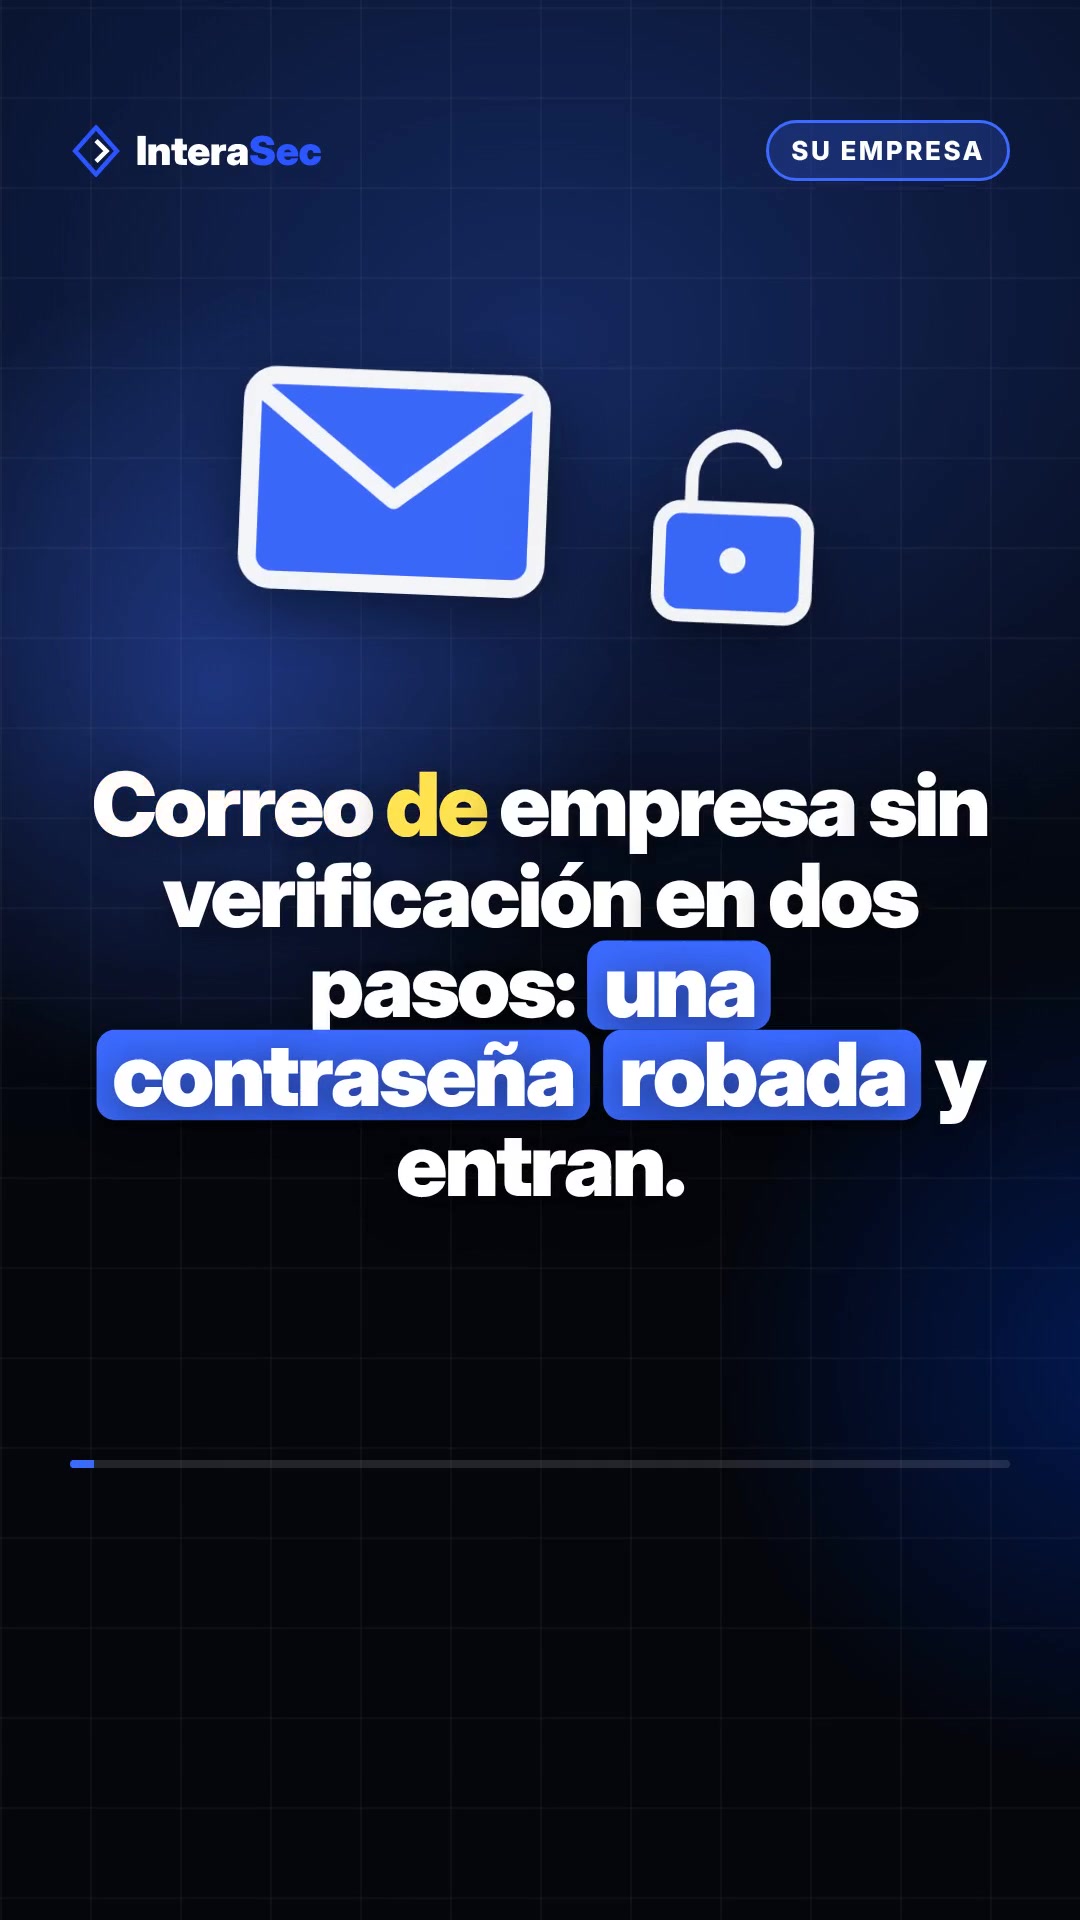 InteraSec
SU EMPRESA
Correo de empresa sin
verificación en dos
pasos: una
contraseña robada y
entran.